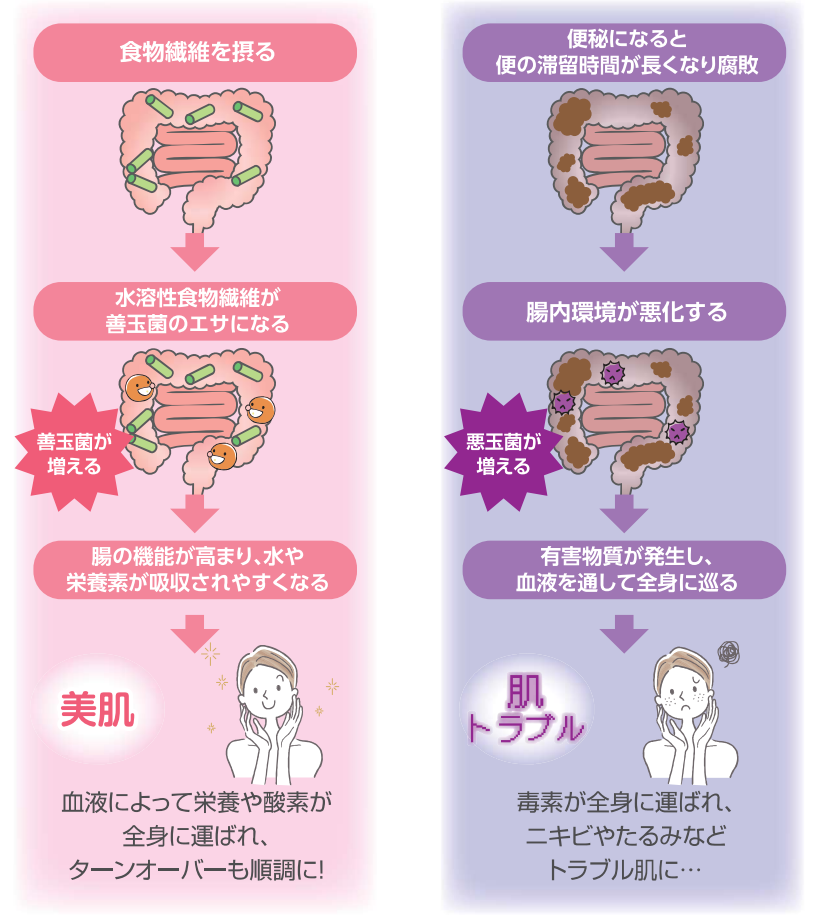 食物繊維を摂る
水溶性食物繊維が
善玉菌のエサになる
善玉菌が
増える
腸の機能が高まり、水や
栄養素が吸収されやすくなる
美肌
血液によって栄養や酸素が
全身に運ばれ、
ターンオーバーも順調に!
便秘になると
便の滞留時間が長くなり腐敗
腸内環境が悪化する
悪玉菌が
増える
有害物質が発生し、
血液を通して全身に巡る
肌
トラブル
毒素が全身に運ばれ、
ニキビやたるみなど
トラブル肌に…